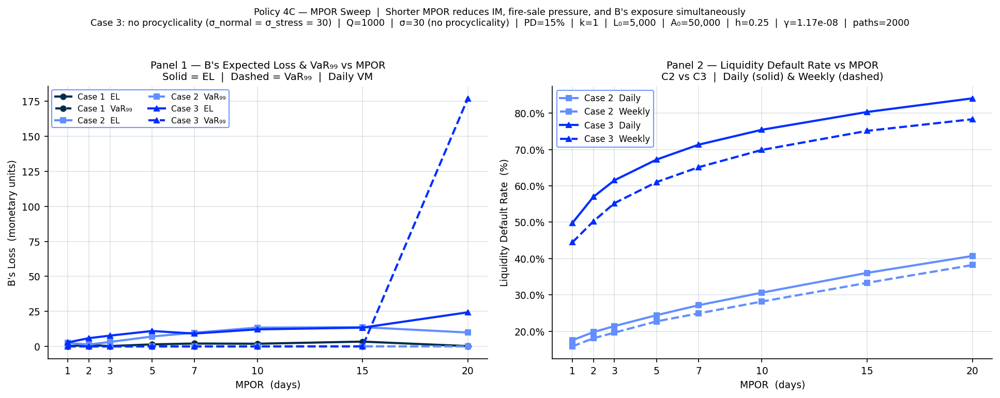 Policy 4C — MPOR Sweep | Shorter MPOR reduces IM, fire-sale pressure, and B's exposure simultaneously
Case 3: no procyclicality (σ_normal = σ_stress = 30) | Q=1000 | σ=30 (no procyclicality) | PD=15% | k=1 | L₀=5,000 | A₀=50,000 | h=0.25 | γ=1.17e-08 | paths=2000
Panel 1 — B's Expected Loss & VaR₉₉ vs MPOR
Solid = EL | Dashed = VaR₉₉ | Daily VM
Case 1 EL
Case 1 VaR₉₉
Case 2 EL
Case 2 VaR₉₉
Case 3 EL
Case 3 VaR₉₉
B's Loss (monetary units)
175
150
125
100
75
50
25
0
1 2 3 5 7 10 15 20
MPOR (days)
Panel 2 — Liquidity Default Rate vs MPOR
C2 vs C3 | Daily (solid) & Weekly (dashed)
Case 2 Daily
Case 2 Weekly
Case 3 Daily
Case 3 Weekly
Liquidity Default Rate (%)
80.0%
70.0%
60.0%
50.0%
40.0%
30.0%
20.0%
1 2 3 5 7 10 15 20
MPOR (days)